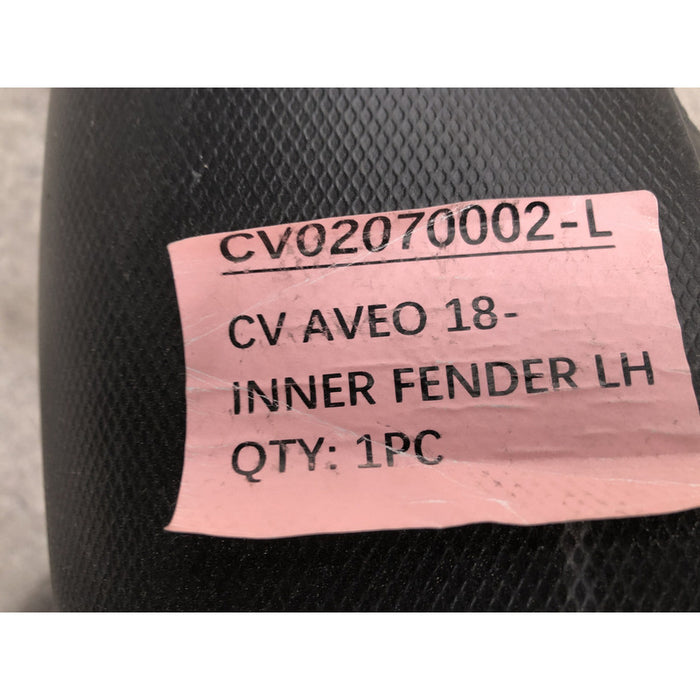 CV02070002-L
CV AVEO 18-
INNER FENDER LH
QTY: 1PC